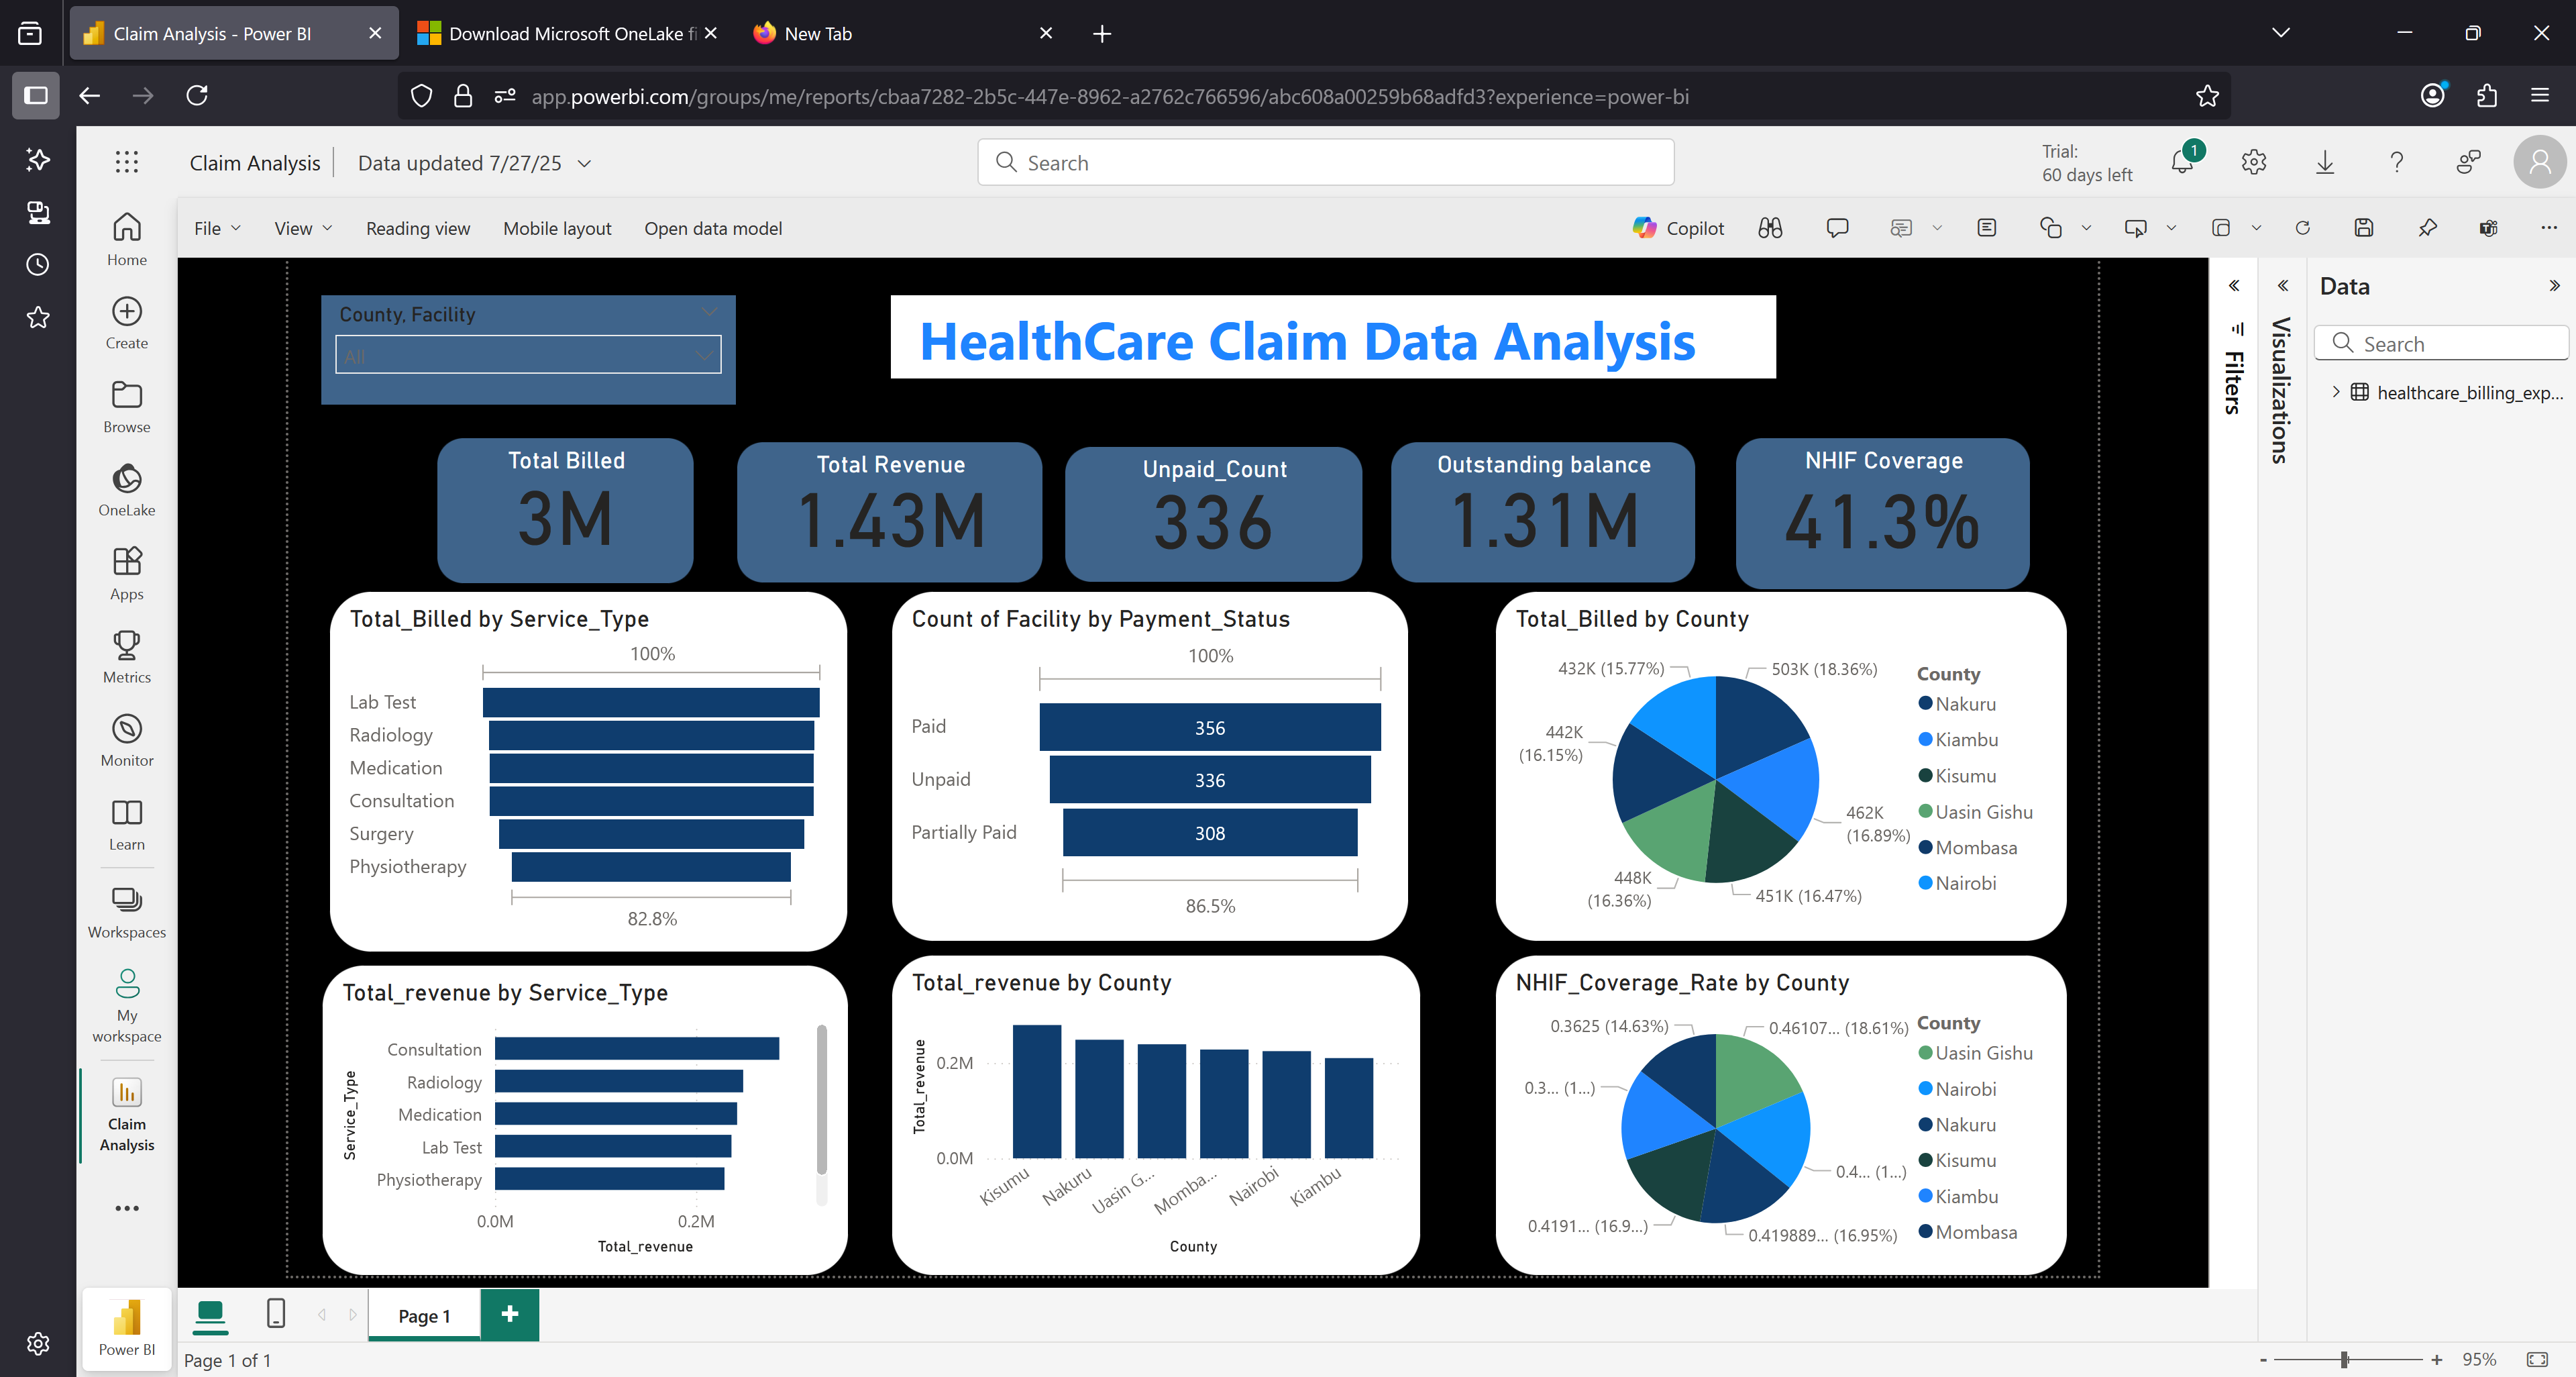 Claim Analysis - Power BI
Download Microsoft OneLake fi
New Tab
app.powerbi.com/groups/me/reports/cbaa7282-2b5c-447e-8962-a2762c766596/abc608a00259b68adfd3?experience=power-bi
Claim Analysis
Data updated 7/27/25
Search
Trial:
60 days left
1
File
View
Reading view
Mobile layout
Open data model
Copilot
Home
Create
Browse
OneLake
Apps
Metrics
Monitor
Learn
Workspaces
My
workspace
Claim
Analysis
Power BI
County, Facility
All
HealthCare Claim Data Analysis
Total Billed
3M
Total Revenue
1.43M
Unpaid_Count
336
Outstanding balance
1.31M
NHIF Coverage
41.3%
Total_Billed by Service_Type
100%
Lab Test
Radiology
Medication
Consultation
Surgery
Physiotherapy
82.8%
Count of Facility by Payment_Status
100%
Paid
356
Unpaid
336
Partially Paid
308
86.5%
Total_Billed by County
432K (15.77%)
503K (18.36%)
442K
(16.15%)
462K
(16.89%)
448K
(16.36%)
451K (16.47%)
County
Nakuru
Kiambu
Kisumu
Uasin Gishu
Mombasa
Nairobi
Total_revenue by Service_Type
Service_Type
Consultation
Radiology
Medication
Lab Test
Physiotherapy
0.0M
0.2M
Total_revenue
Total_revenue by County
Total_revenue
0.2M
0.0M
Kisumu
Nakuru
Uasin G...
Momba...
Nairobi
Kiambu
County
NHIF_Coverage_Rate by County
0.3625 (14.63%)
0.46107... (18.61%)
0.3... (1...)
0.4... (1...)
0.4191... (16.9...)
0.419889... (16.95%)
County
Uasin Gishu
Nairobi
Nakuru
Kisumu
Kiambu
Mombasa
Filters
Visualizations
Data
Search
healthcare_billing_exp...
Page 1
Page 1 of 1
95%